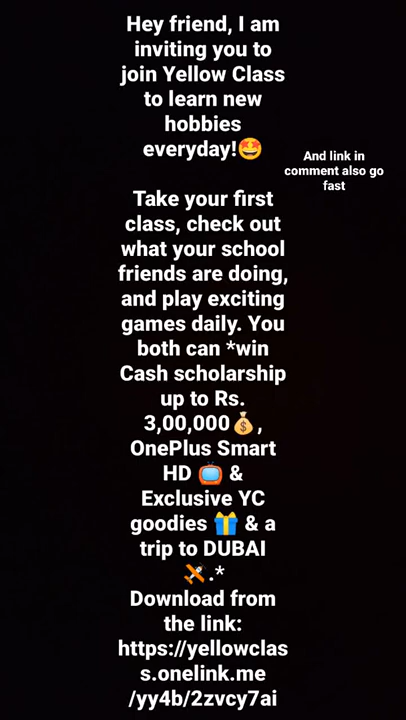 Hey friend, I am
inviting you to
join Yellow Class
to learn new
hobbies
everyday!🤩
And link in
comment also go
fast
Take your first
class, check out
what your school
friends are doing,
and play exciting
games daily. You
both can *win
Cash scholarship
up to Rs.
3,00,000💰,
OnePlus Smart
HD 📺 &
Exclusive YC
goodies 🎁 & a
trip to DUBAI
🛩️.*
Download from
the link:
https://yellowclas
s.onelink.me
/yy4b/2zvcy7ai